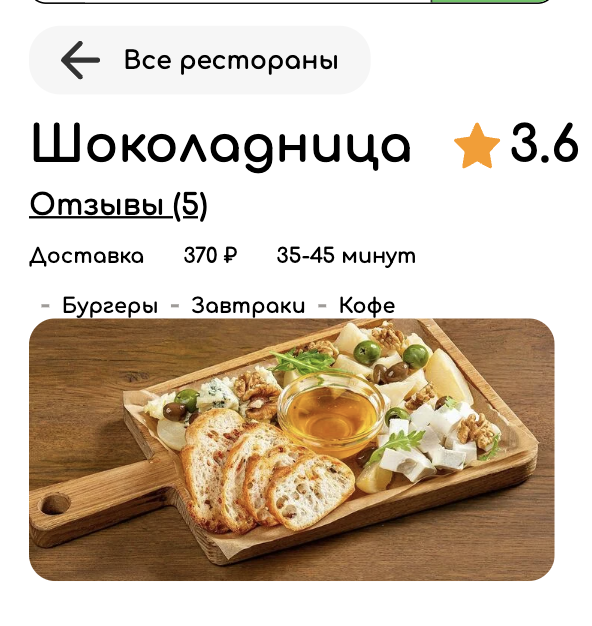 Все рестораны
Шоколадница 3.6
Отзывы (5)
Доставка 370 ₽ 35-45 минут
- Бургеры - Завтраки - Кофе